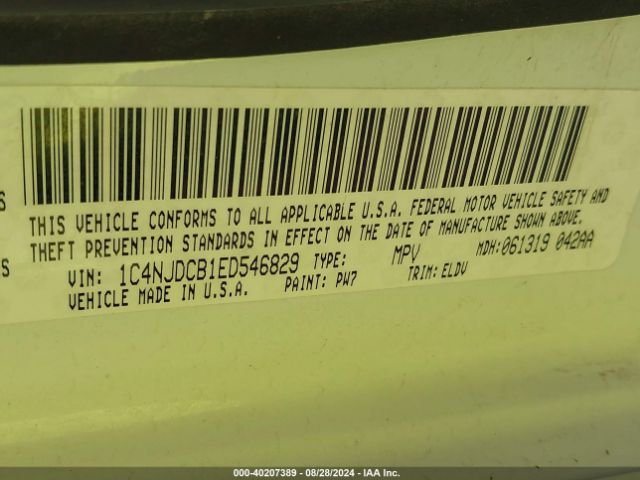 S
THIS VEHICLE CONFORMS TO ALL APPLICABLE U.S.A. FEDERAL MOTOR VEHICLE SAFETY AND
THEFT PREVENTION STANDARDS IN EFFECT ON THE DATE OF MANUFACTURE SHOWN ABOVE.
S
VIN: 1C4NJDCB1ED546829 TYPE: MPV MDH:061319 042AA
VEHICLE MADE IN U.S.A. PAINT: PW7 TRIM: ELDV
000-40207389 - 08/28/2024 - IAAI.COM